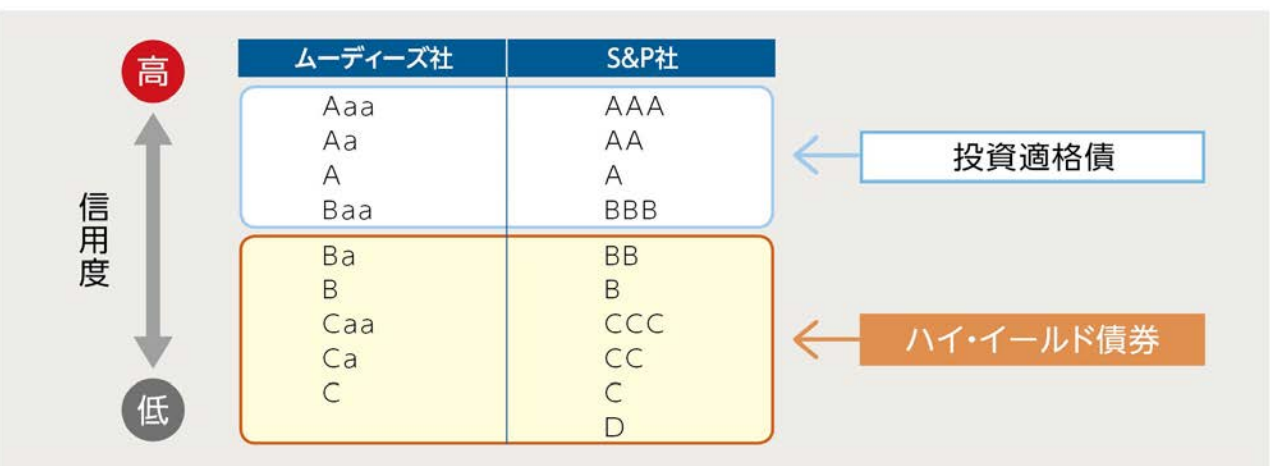 高
信用度
低
ムーディーズ社 S&P社
Aaa AAA
Aa AA
A A
Baa BBB
投資適格債
Ba BB
B B
Caa CCC
Ca CC
C C
D
ハイ・イールド債券